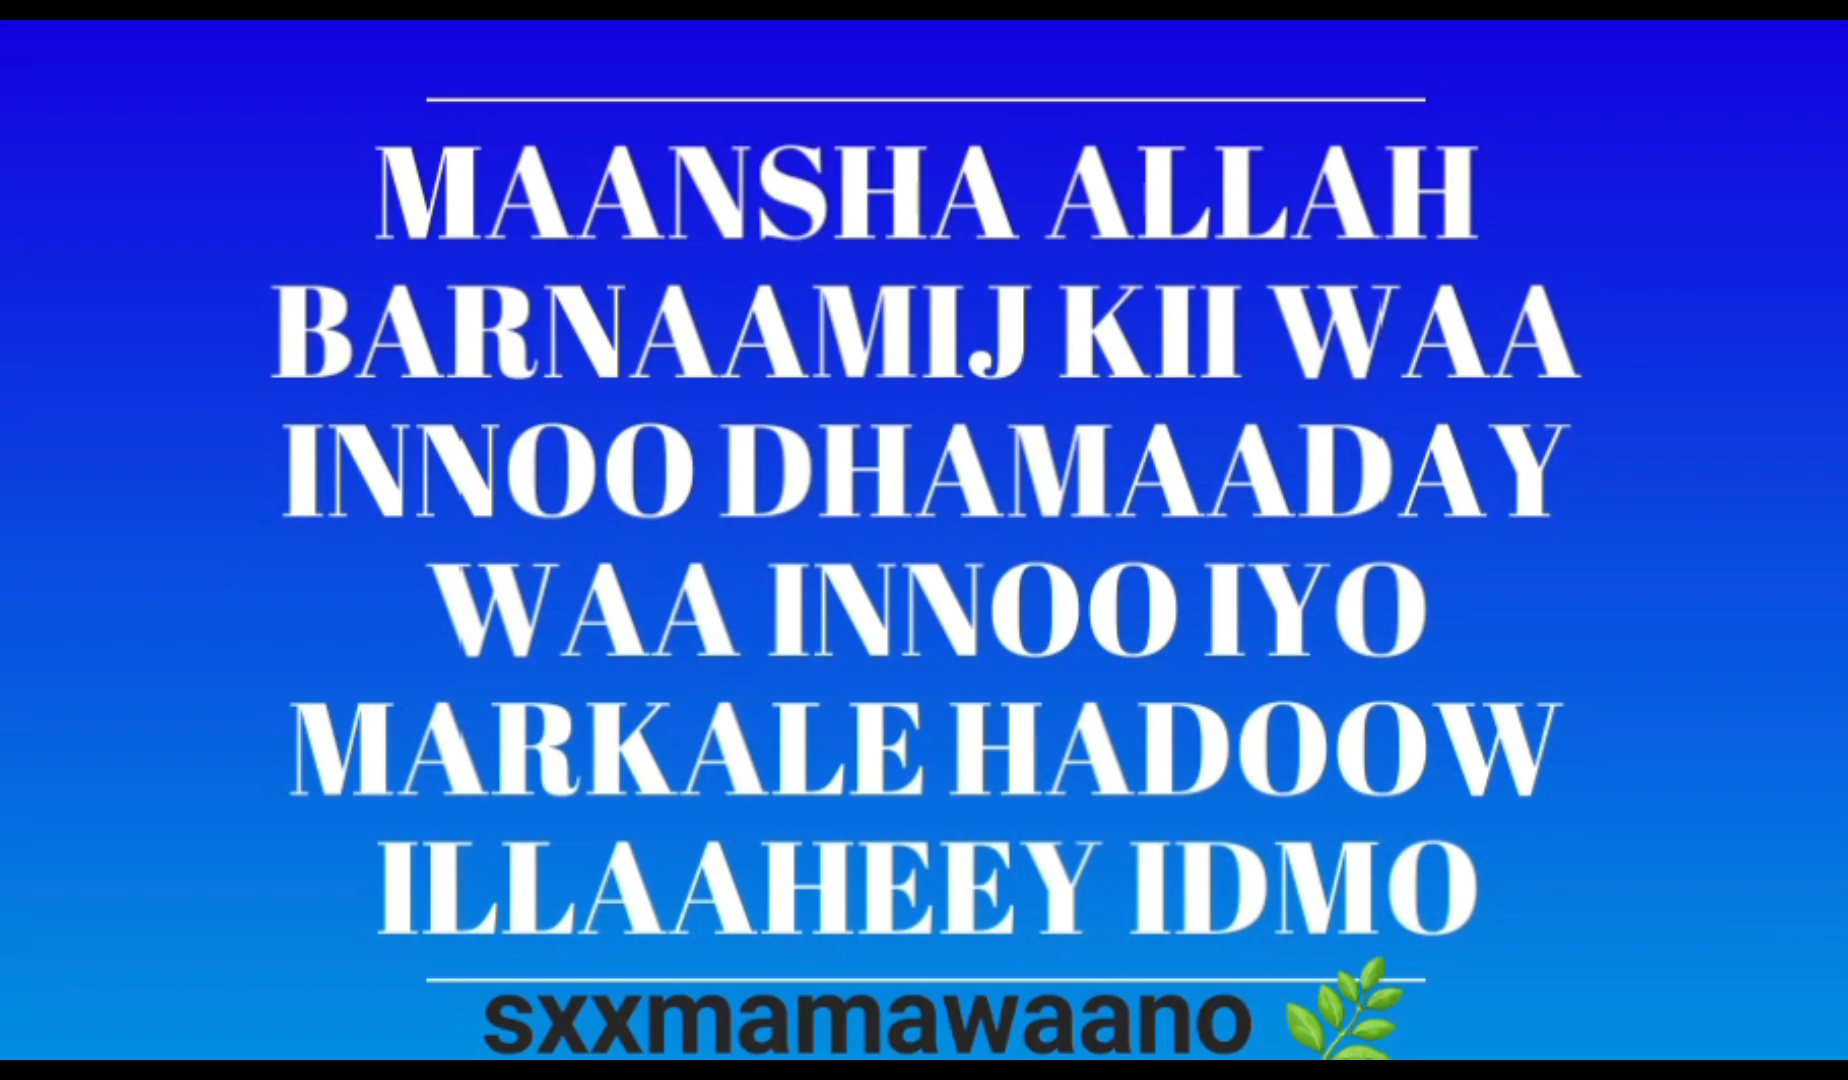 MAANSHA ALLAH
BARNAAMIJ KII WAA
INNOO DHAMAADAY
WAA INNOO IYO
MARKALE HADOOW
ILLAAHEEY IDMO
sxxmamawaano